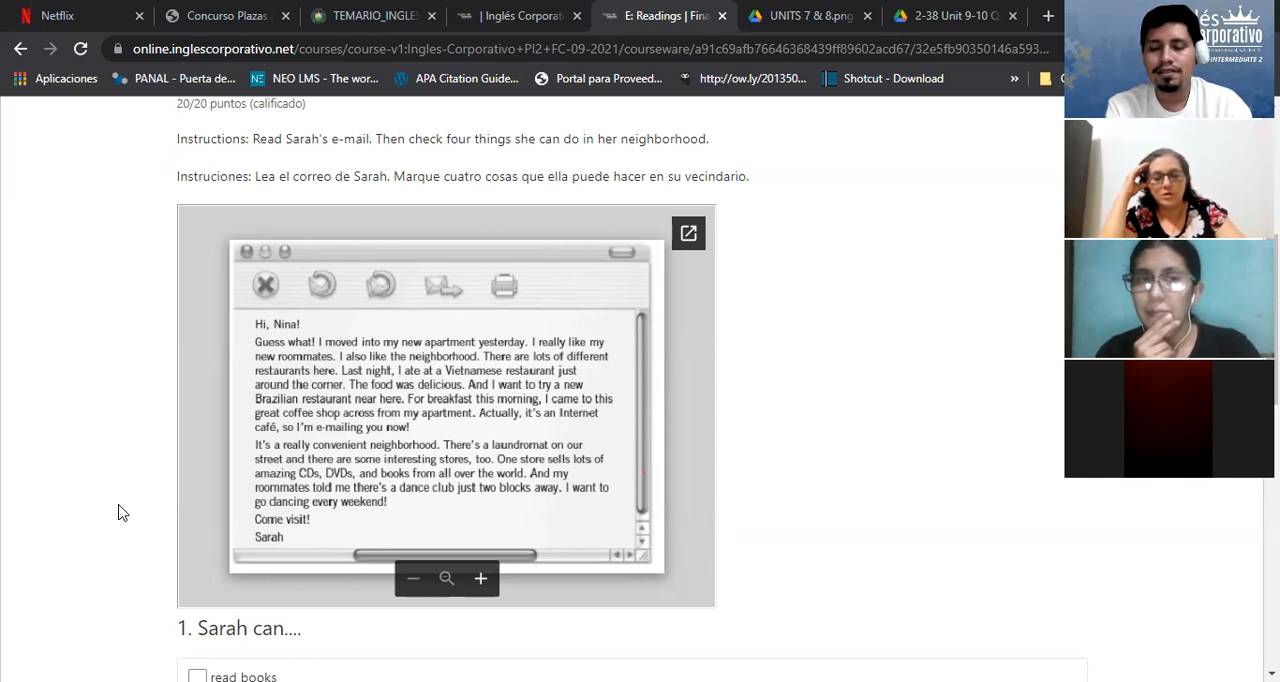 Netflix
Concurso Plazas
TEMARIO_INGLE
| Inglés Corporati
E: Readings | Fina
UNITS 7 & 8.png
2-38 Unit 9-10 Q
online.inglescorporativo.net/courses/course-v1:Ingles-Corporativo+PI2+FC-09-2021/courseware/a91c69afb76646368439ff89602acd67/32e5fb90350146a593...
Aplicaciones
PANAL - Puerta de...
NEO LMS - The wor...
APA Citation Guide...
Portal para Proveed...
http://ow.ly/201350...
Shotcut - Download
»
INTERMEDIATE 2
20/20 puntos (calificado)
Instructions: Read Sarah's e-mail. Then check four things she can do in her neighborhood.
Instruciones: Lea el correo de Sarah. Marque cuatro cosas que ella puede hacer en su vecindario.
Hi, Nina!
Guess what! I moved into my new apartment yesterday. I really like my
new roommates. I also like the neighborhood. There are lots of different
restaurants here. Last night, I ate at a Vietnamese restaurant just
around the corner. The food was delicious. And I want to try a new
Brazilian restaurant near here. For breakfast this morning, I came to this
great coffee shop across from my apartment. Actually, it's an Internet
café, so I'm e-mailing you now!
It's a really convenient neighborhood. There's a laundromat on our
street and there are some interesting stores, too. One store sells lots of
amazing CDs, DVDs, and books from all over the world. And my
roommates told me there's a dance club just two blocks away. I want to
go dancing every weekend!
Come visit!
Sarah
1. Sarah can....
read books